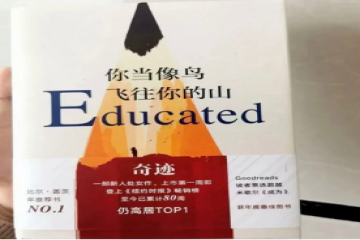 你当像鸟
飞往你的山
Educated
奇迹
一部新人处女作,上市第一周即
登上《纽约时报》畅销榜
至今已累计80周
仍高居TOP1
比尔·盖茨
年度荐书
NO.1
Goodreads
读者票选超越
米歇尔《成为》
获年度最佳图书